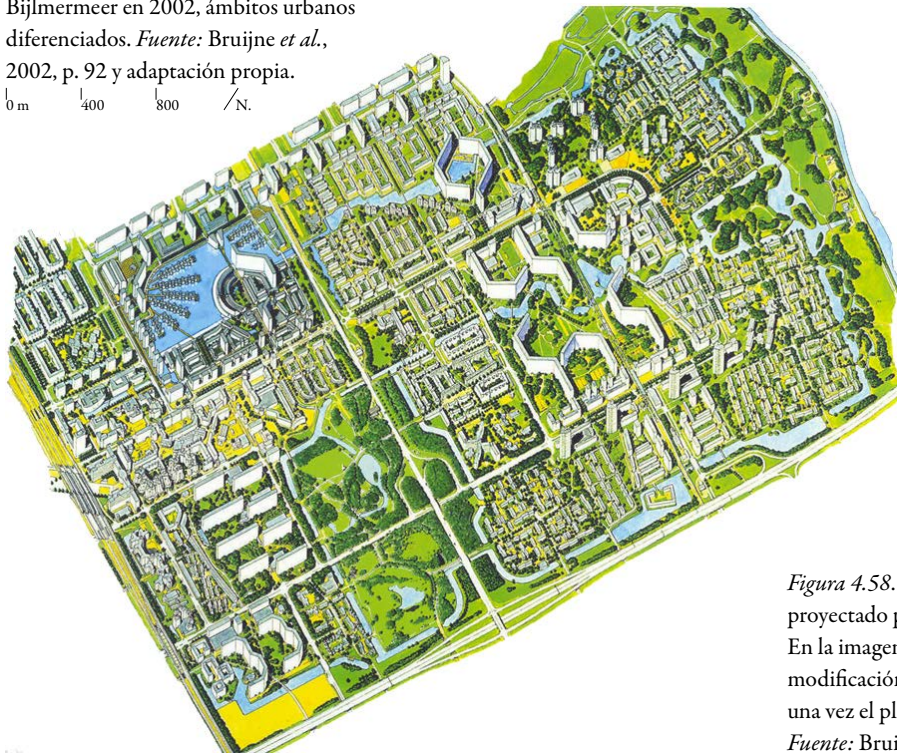 Bijlmermeer en 2002, ámbitos urbanos
diferenciados. Fuente: Bruijne et al.,
2002, p. 92 y adaptación propia.
0 m 400 800 N.
Figura 4.58.
proyectado p
En la imagen
modificación
una vez el pl
Fuente: Brui